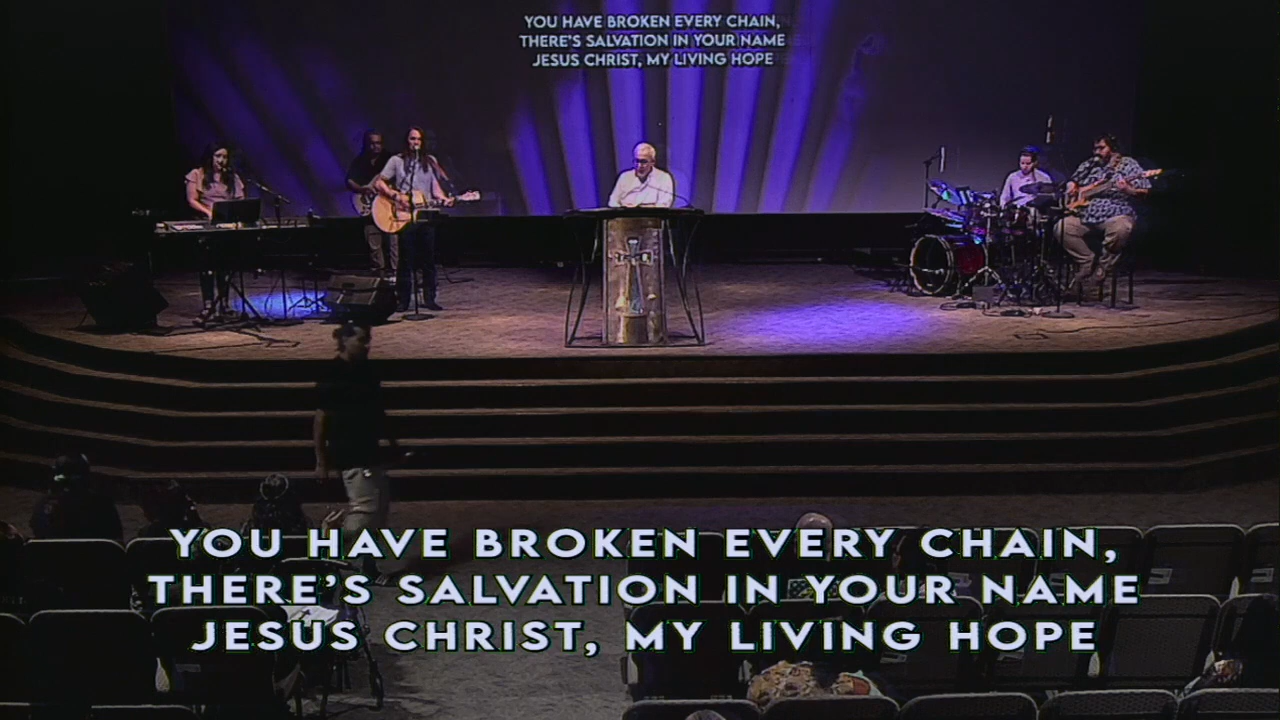 YOU HAVE BROKEN EVERY CHAIN,
THERE'S SALVATION IN YOUR NAME
JESUS CHRIST, MY LIVING HOPE
YOU HAVE BROKEN EVERY CHAIN,
THERE'S SALVATION IN YOUR NAME
JESUS CHRIST, MY LIVING HOPE